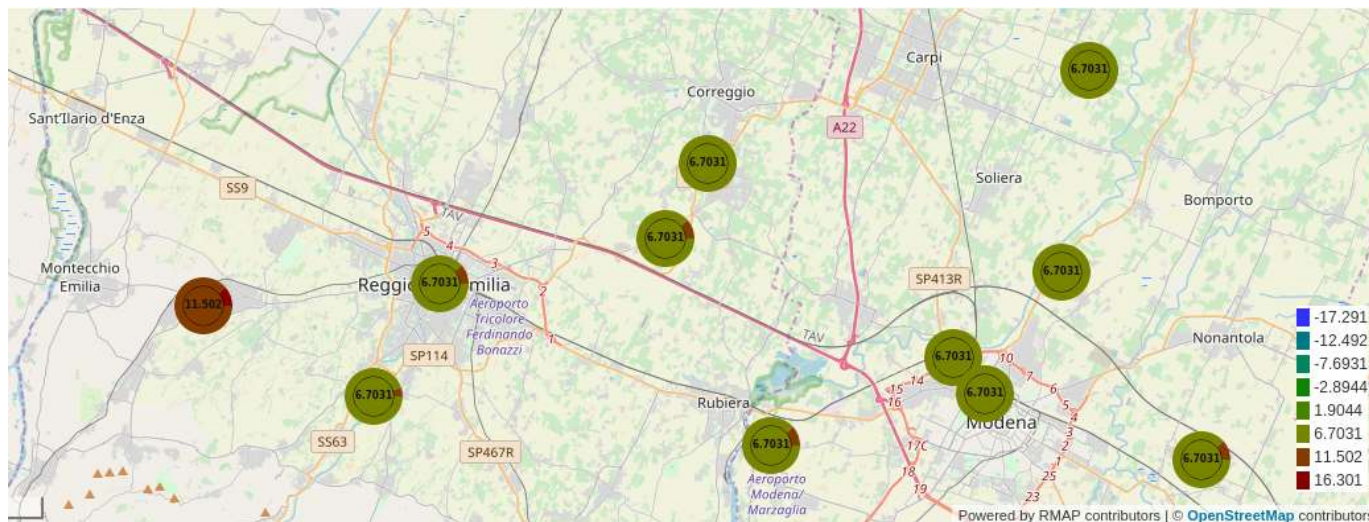 Carpi
6.7031
Correggio
Sant'Ilario d'Enza
A22
6.7031
Soliera
SS9
Bomporto
TAV
5
4
6.7031
3
Montecchio
Emilia
6.7031
SP413R
6.7031
Reggio Emilia
2
11.502
Aeroporto
Tricolore
Ferdinando
Bonazzi
1
TAV
Nonantola
SP114
6.7031
10
7
6
15 14
16
5
4
3
2
1
6.7031
6.7031
Rubiera
Modena
SS63
SP467R
6.7031
17C
6.7031
18
25
19
23
Aeroporto
Modena/
Marzaglia
-17.291
-12.492
-7.6931
-2.8944
1.9044
6.7031
11.502
16.301
Powered by RMAP contributors | © OpenStreetMap contributor